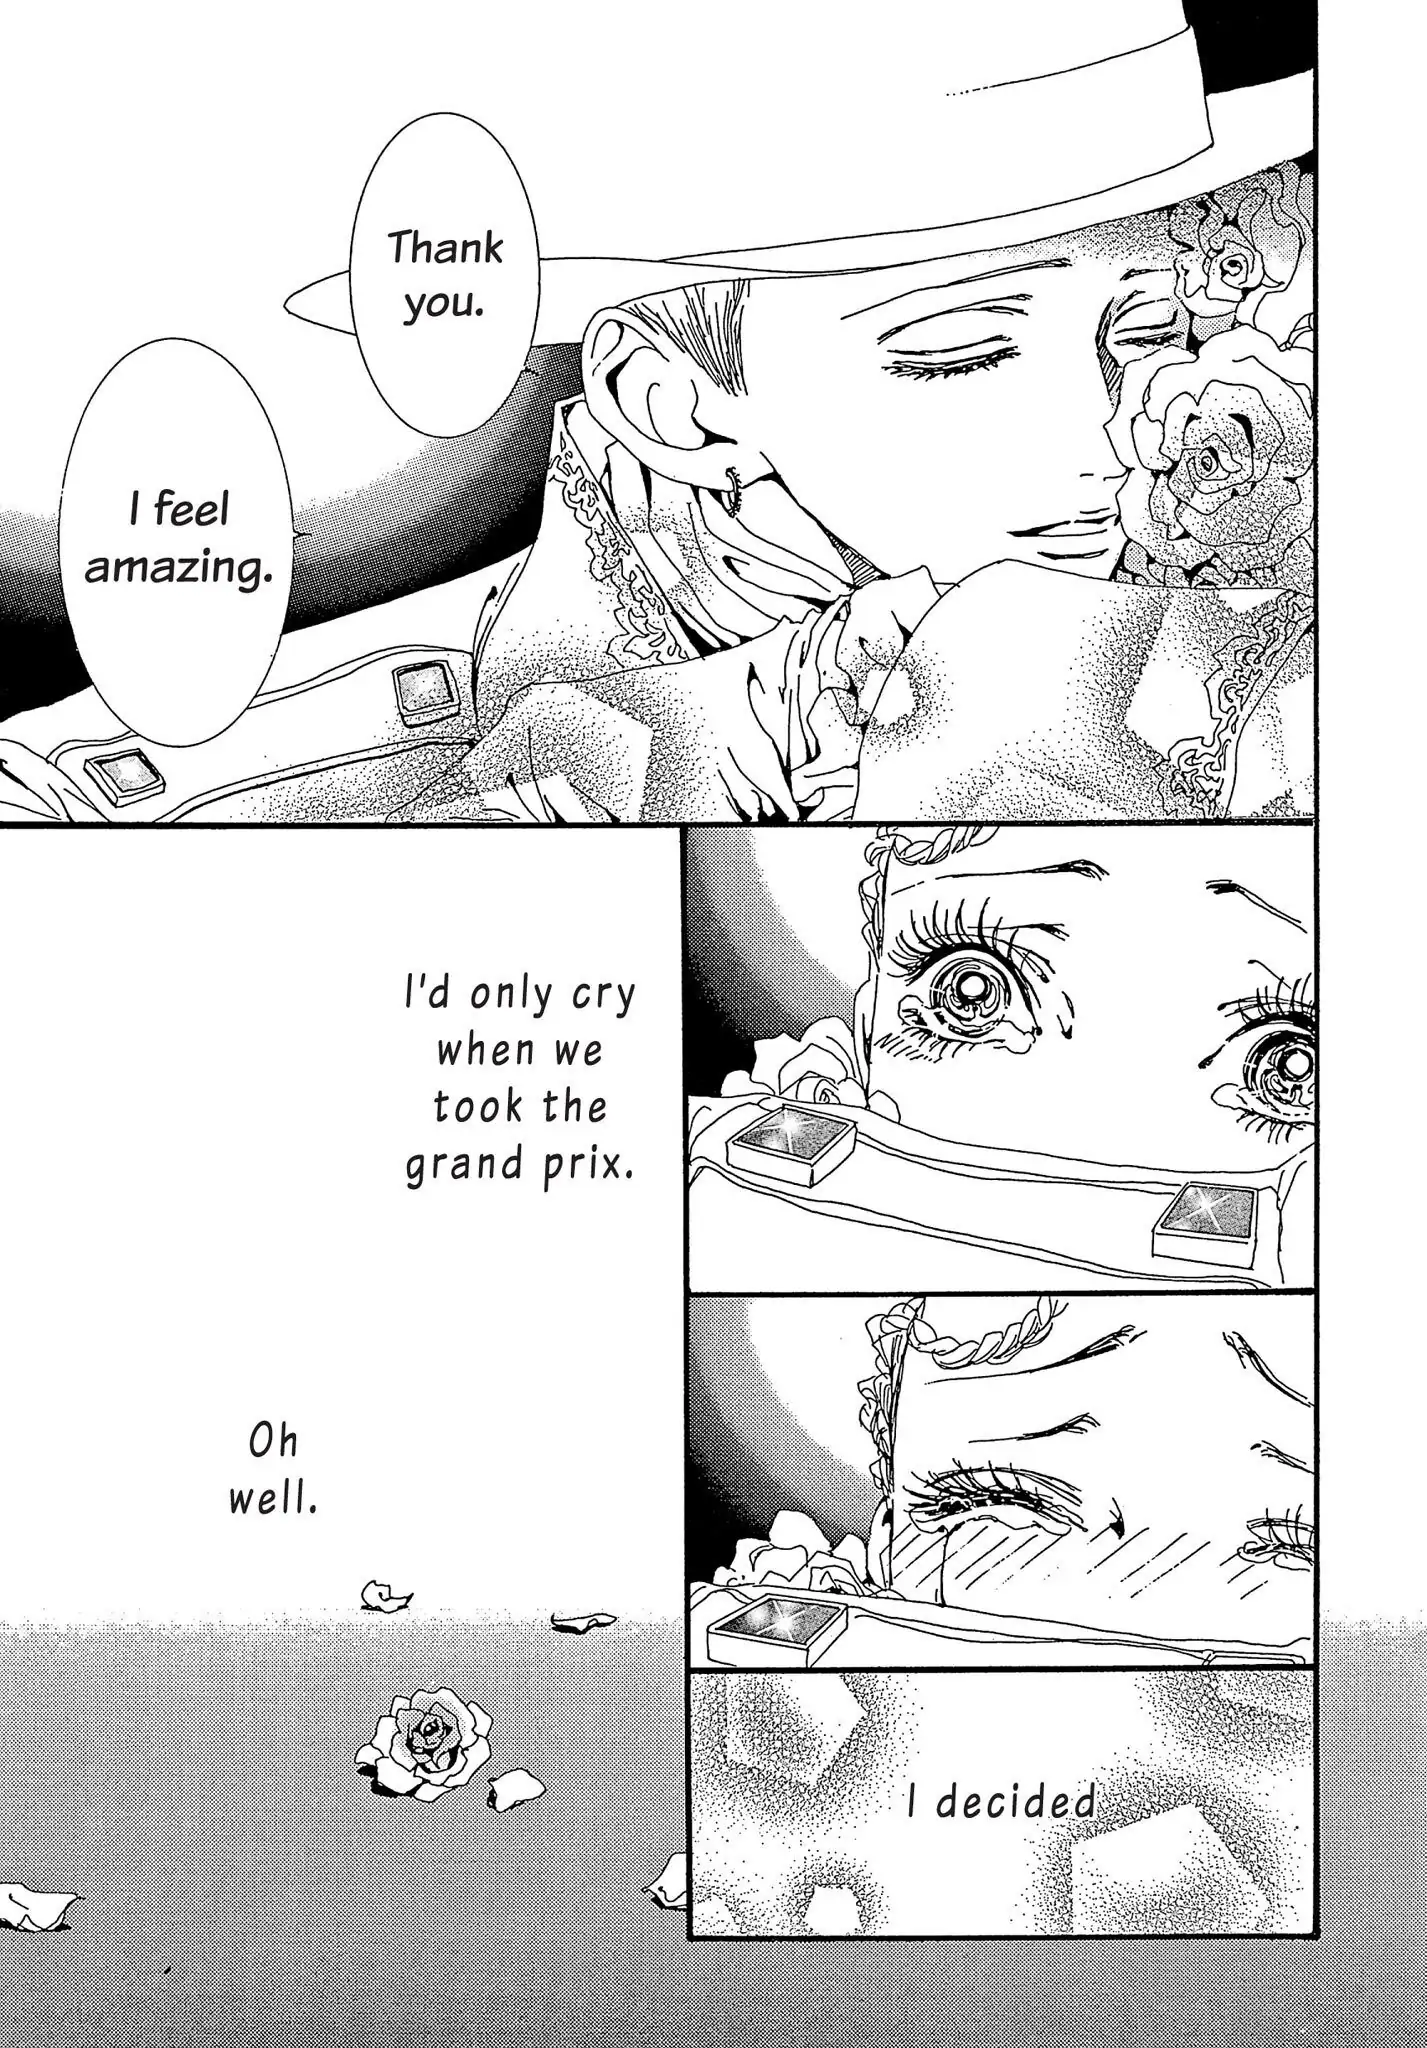 Thank
you.
I feel
amazing.
I decided
I'd only cry
when we
took the
grand prix.
Oh
well.